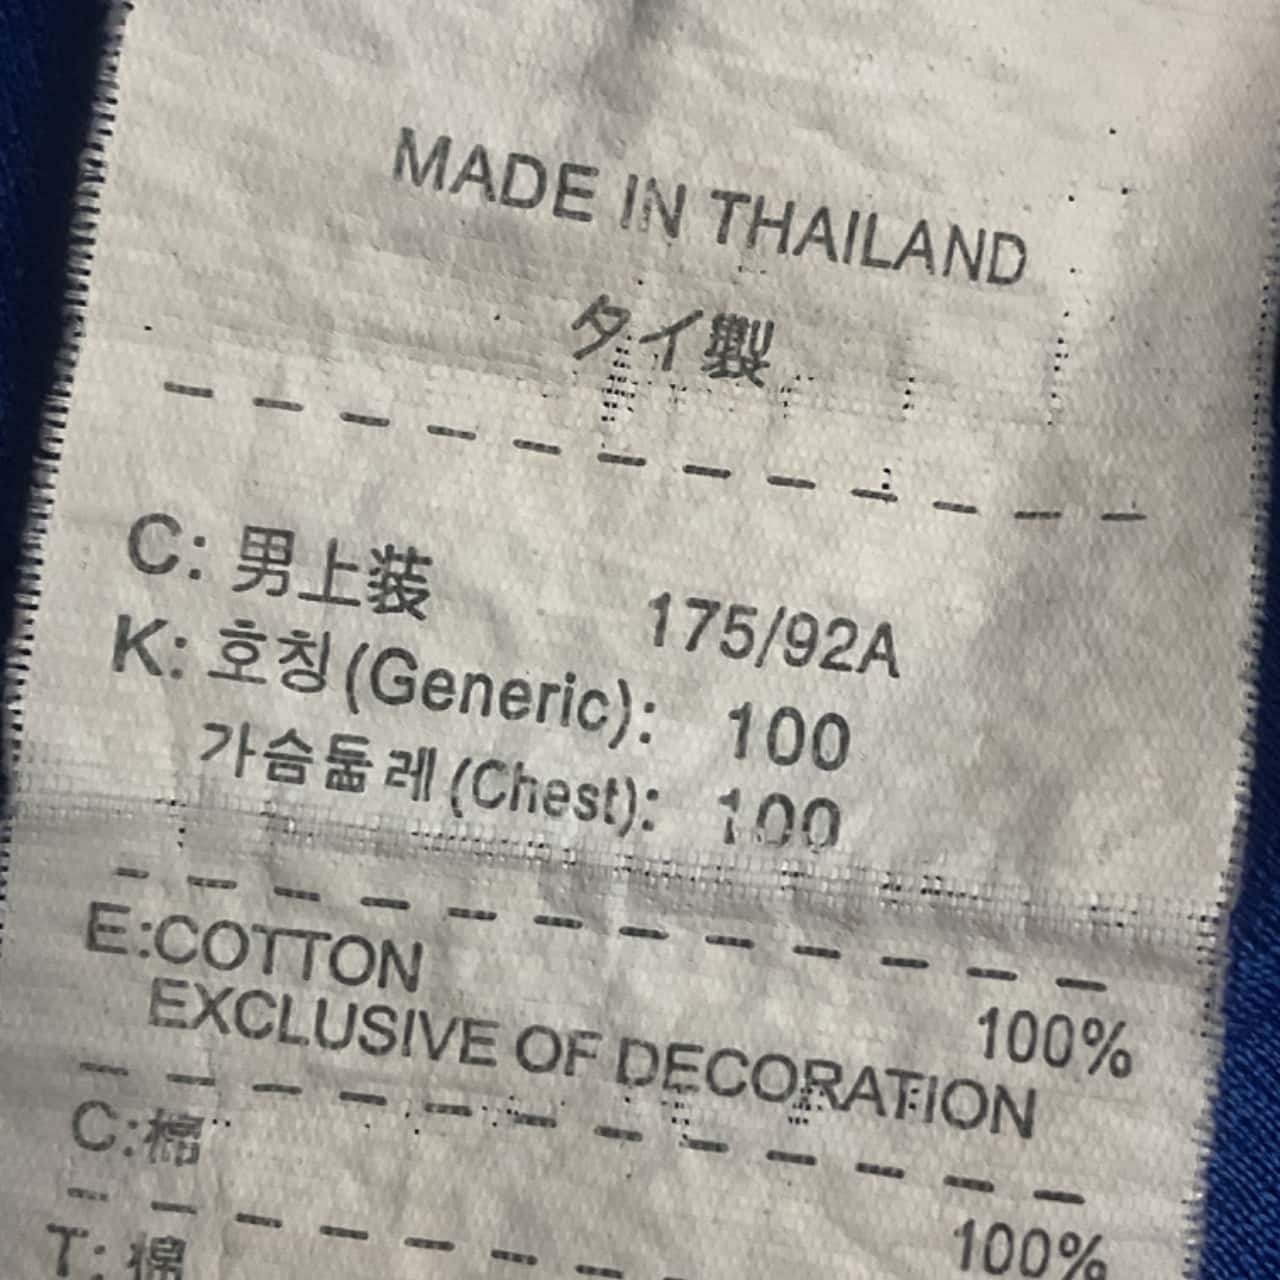 MADE IN THAILAND
タイ製
C: 男上装 175/92A
K: 호칭(Generic): 100
가슴둘레(Chest): 100
E:COTTON 100%
EXCLUSIVE OF DECORATION
C:棉 100%
T: 棉